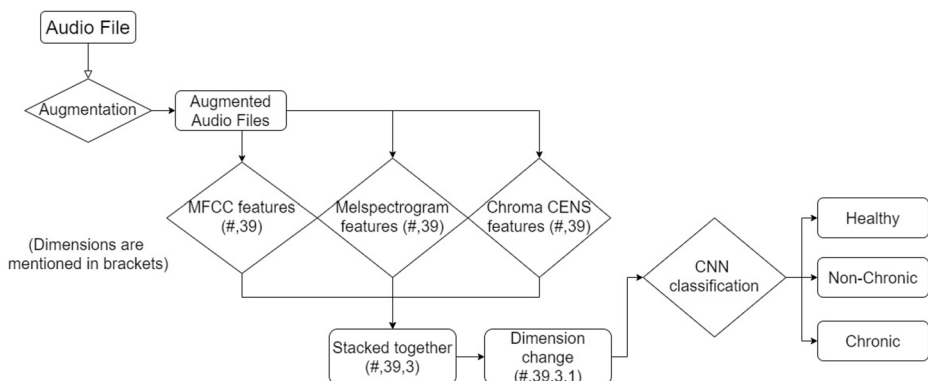 Audio File
Augmentation
Augmented
Audio Files
MFCC features
(#,39)
Melspectrogram
features (#,39)
Chroma CENS
features (#,39)
(Dimensions are
mentioned in brackets)
Stacked together
(#,39,3)
Dimension
change
(#,39,3,1)
CNN
classification
Healthy
Non-Chronic
Chronic